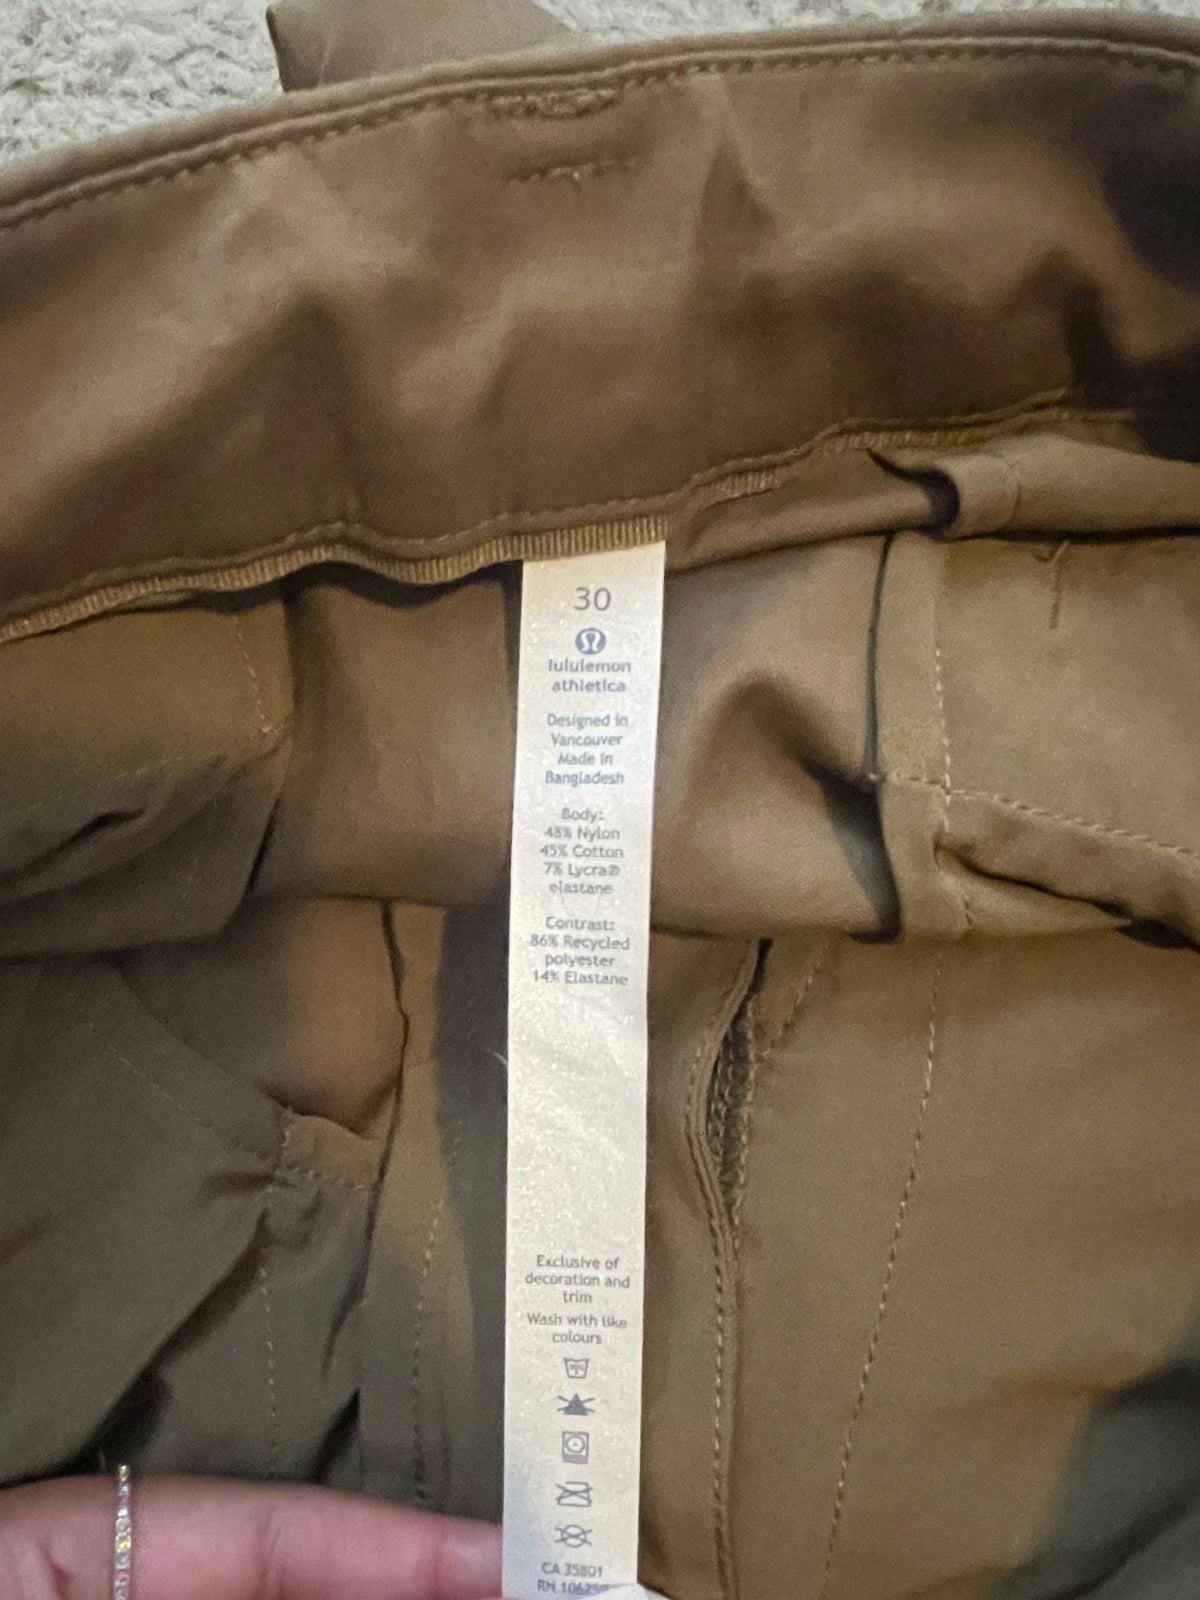 30
lululemon
athletica
Designed in
Vancouver
Made in
Bangladesh
Body:
48% Nylon
45% Cotton
7% Lycra®
elastane
Contrast:
86% Recycled
polyester
14% Elastane
Exclusive of
decoration and
trim
Wash with like
colours
CA 35801
RN